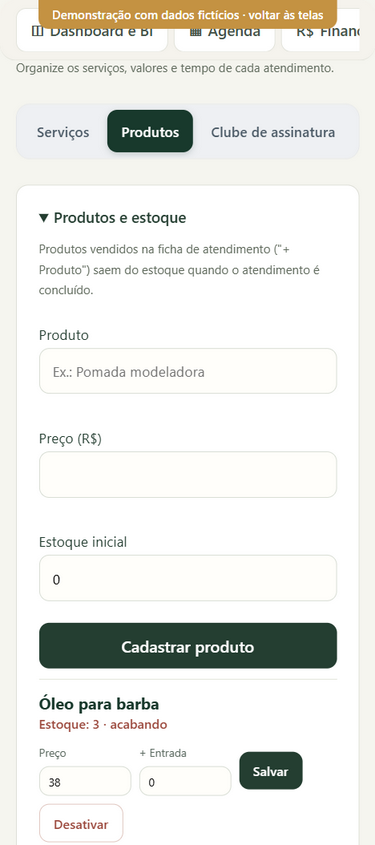 Demonstração com dados fictícios · voltar às telas
Dashboard e BI Agenda R$ Financ
Organize os serviços, valores e tempo de cada atendimento.
Serviços Produtos Clube de assinatura
▼ Produtos e estoque
Produtos vendidos na ficha de atendimento ("+
Produto") saem do estoque quando o atendimento é
concluído.
Produto
Ex.: Pomada modeladora
Preço (R$)
Estoque inicial
0
Cadastrar produto
Óleo para barba
Estoque: 3 · acabando
Preço + Entrada
38 0 Salvar
Desativar